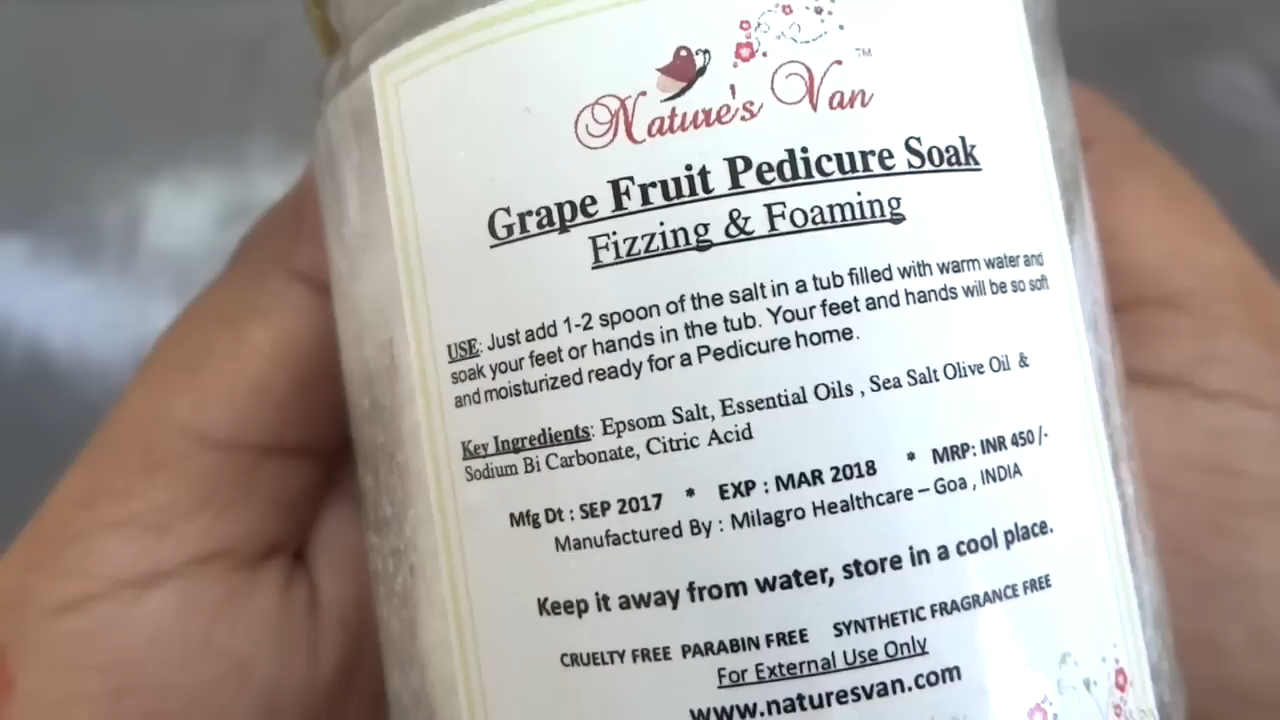 Nature's Van TM
Grape Fruit Pedicure Soak
Fizzing & Foaming
USE: Just add 1-2 spoon of the salt in a tub filled with warm water and
soak your feet or hands in the tub. Your feet and hands will be so soft
and moisturized ready for a Pedicure home.
Key Ingredients: Epsom Salt, Essential Oils , Sea Salt Olive Oil &
Sodium Bi Carbonate, Citric Acid
Mfg Dt : SEP 2017 * EXP : MAR 2018 * MRP: INR 450 /-
Manufactured By : Milagro Healthcare – Goa , INDIA
Keep it away from water, store in a cool place.
CRUELTY FREE PARABIN FREE SYNTHETIC FRAGRANCE FREE
For External Use Only
www.naturesvan.com